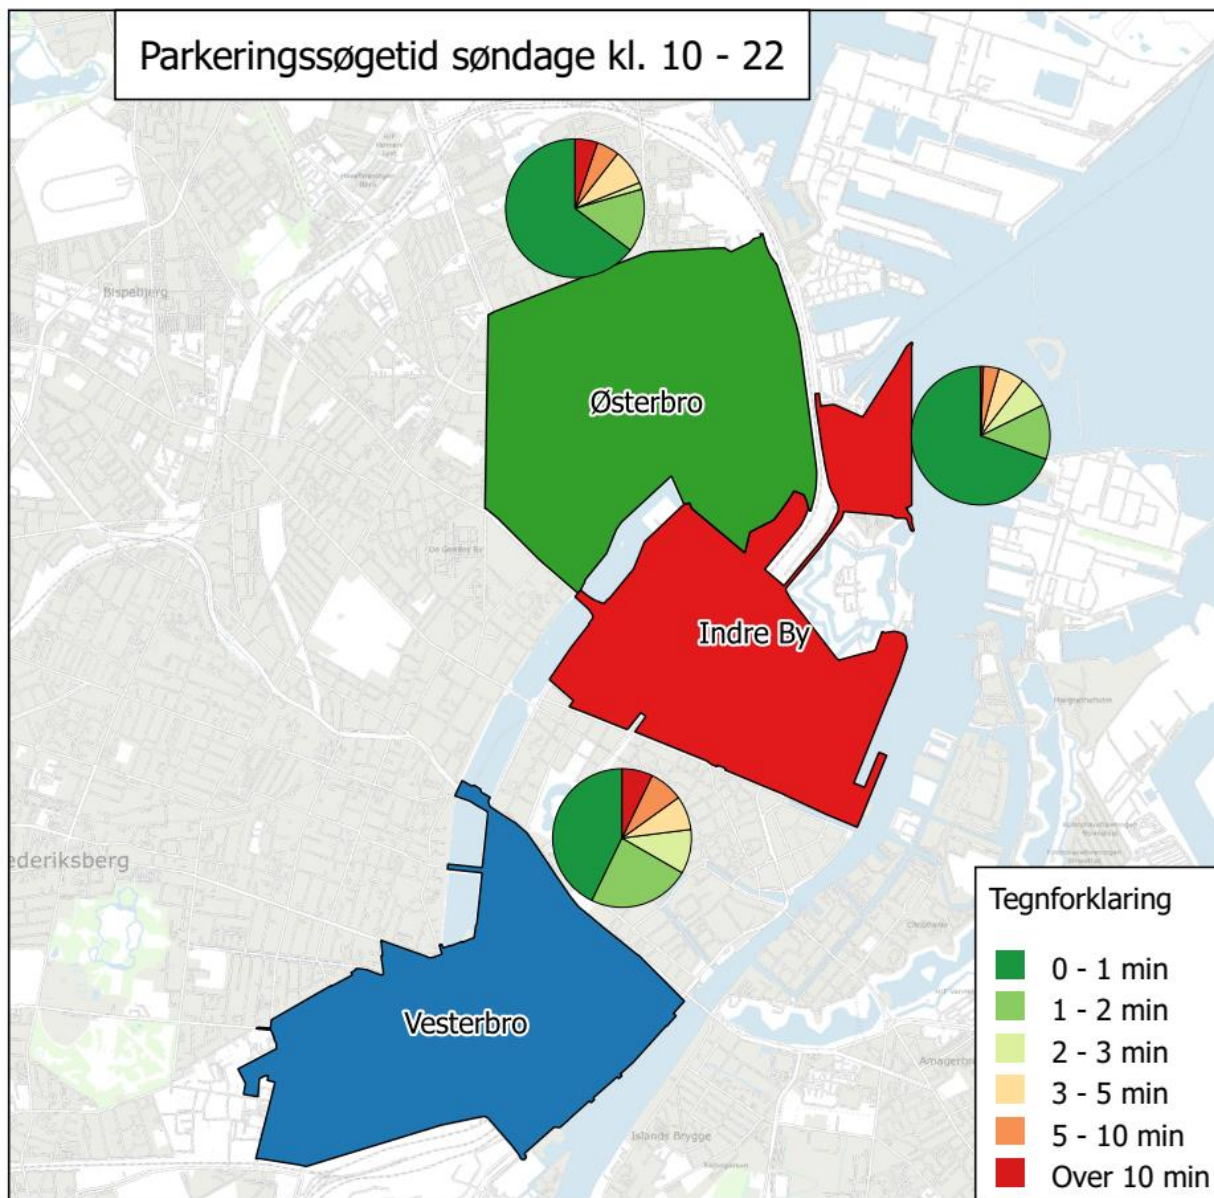 Parkeringssøgetid søndage kl. 10 - 22
Bispebjerg
Østerbro
Indre By
ederiksberg
Vesterbro
Islands Brygge
Tegnforklaring
0 - 1 min
1 - 2 min
2 - 3 min
3 - 5 min
5 - 10 min
Over 10 min